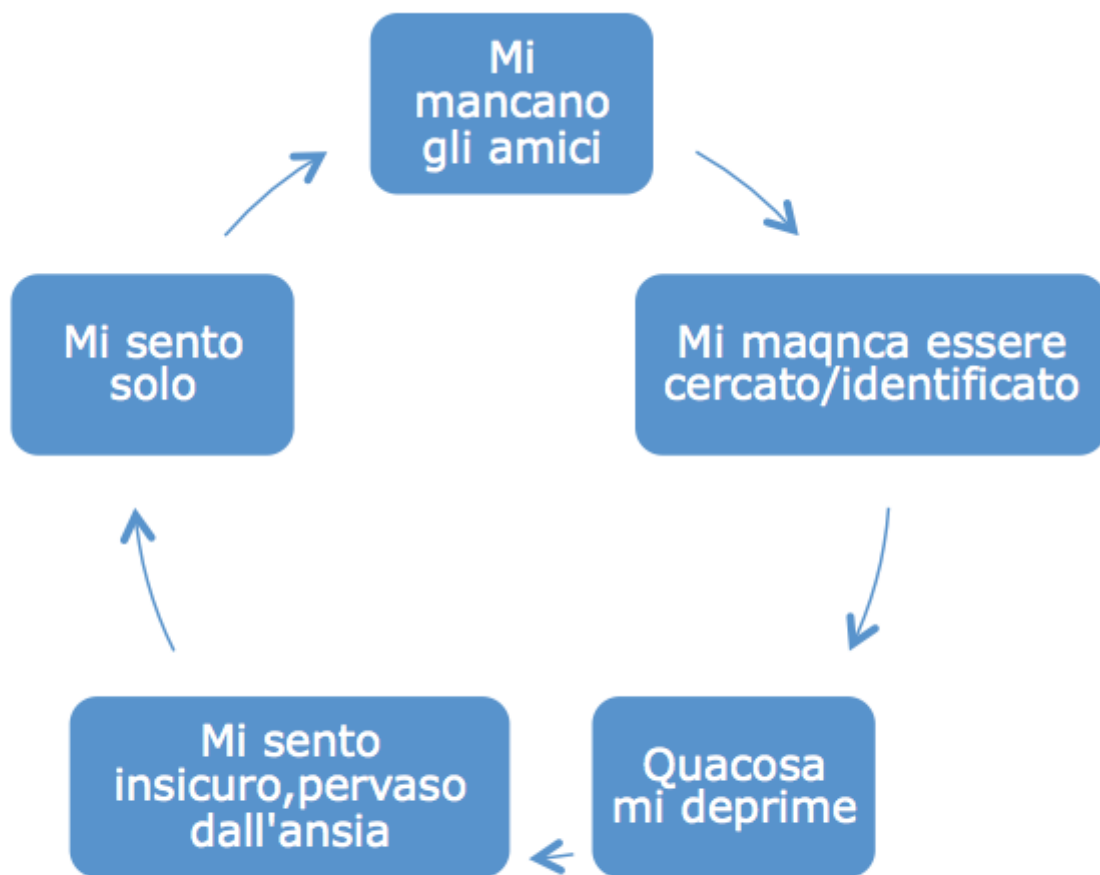 Mi
mancano
gli amici
Mi maqnca essere
cercato/identificato
Quacosa
mi deprime
Mi sento
insicuro,pervaso
dall'ansia
Mi sento
solo